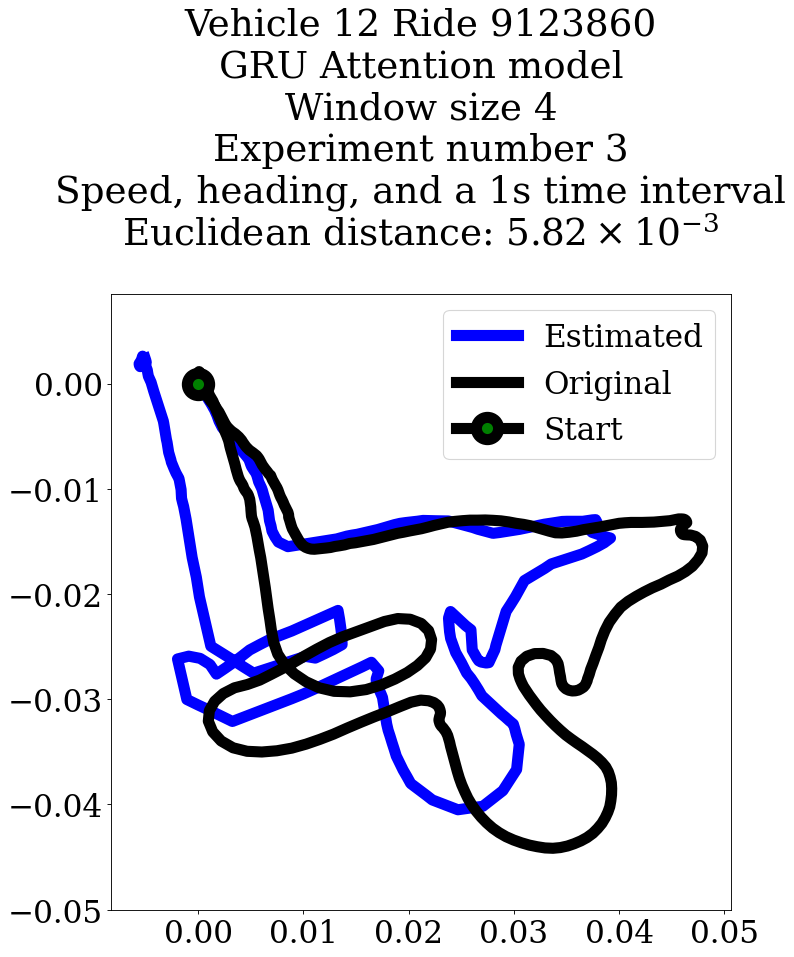 Vehicle 12 Ride 9123860
GRU Attention model
Window size 4
Experiment number 3
Speed, heading, and a 1s time interval
Euclidean distance: 5.82 × 10⁻³
Estimated
Original
Start
0.00
−0.01
−0.02
−0.03
−0.04
−0.05
0.00 0.01 0.02 0.03 0.04 0.05